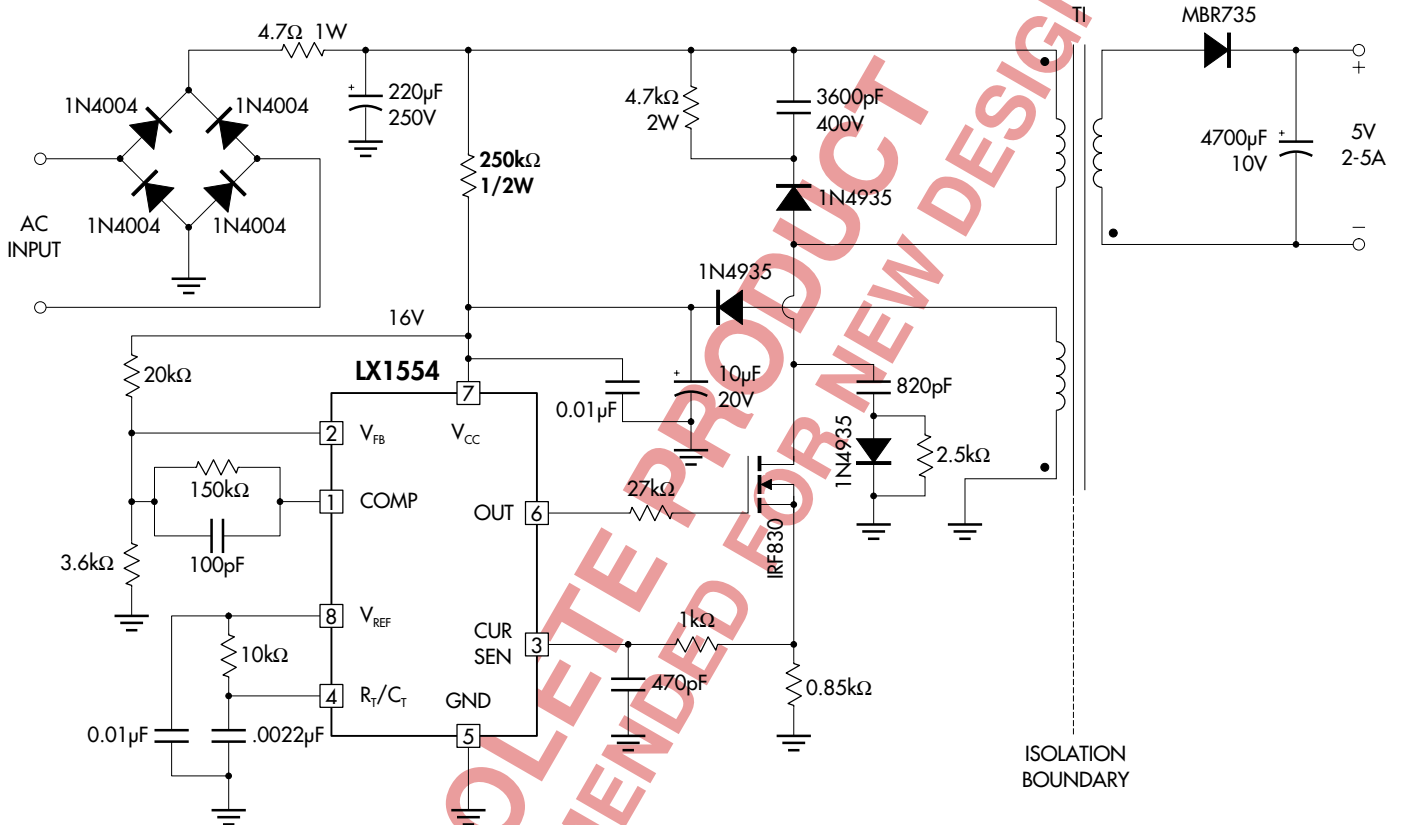 TI
MBR735
4.7Ω 1W
1N4004
1N4004
220µF
250V
4.7kΩ
2W
3600pF
400V
4700µF
10V
+
5V
2-5A
–
250kΩ
1/2W
1N4935
AC
INPUT
1N4004
1N4004
1N4935
16V
LX1554
20kΩ
7
0.01µF
10µF
20V
820pF
2
VFB
VCC
1N4935
2.5kΩ
150kΩ
1
COMP
27kΩ
OUT
6
3.6kΩ
100pF
IRF830
8
VREF
1kΩ
CUR
SEN
3
10kΩ
470pF
0.85kΩ
4
RT/CT
GND
0.01µF
.0022µF
5
ISOLATION
BOUNDARY
OLETE PRODUCT
ENDED FOR NEW DESIG